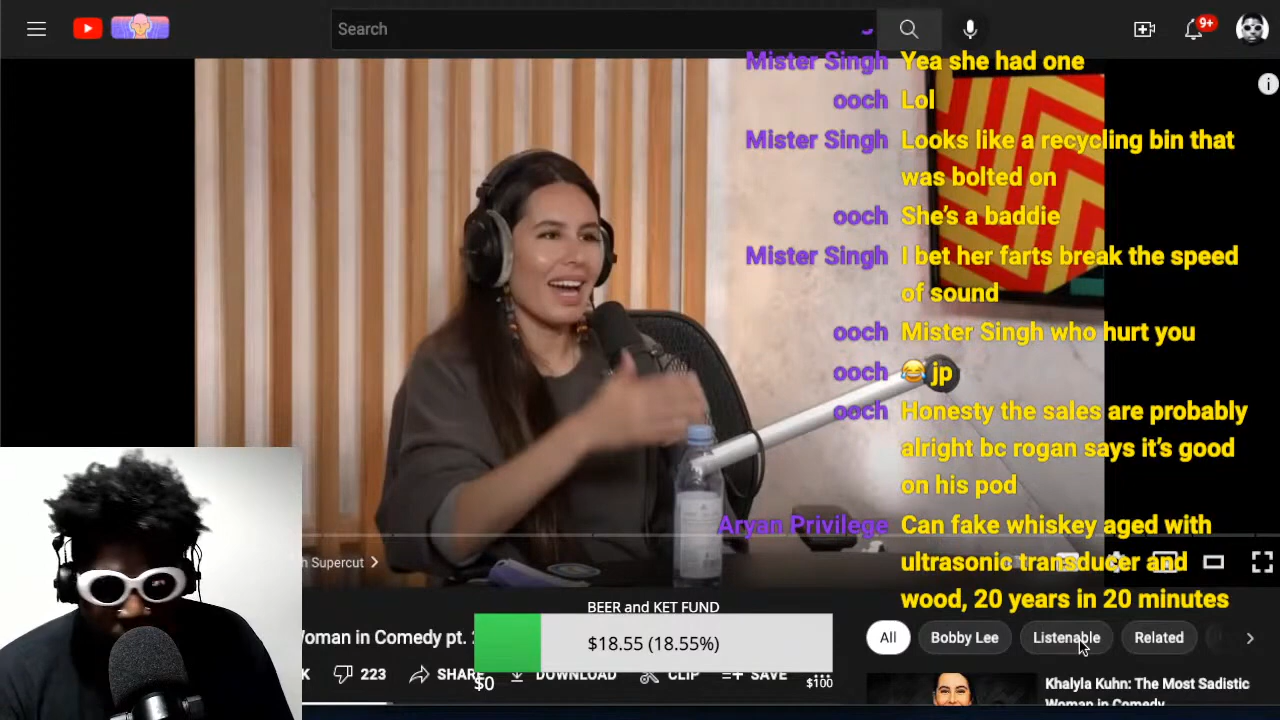 Search
9+
Mister Singh Yea she had one
ooch Lol
Mister Singh Looks like a recycling bin that
was bolted on
ooch She's a baddie
Mister Singh I bet her farts break the speed
of sound
ooch Mister Singh who hurt you
ooch 😂 jp
ooch Honesty the sales are probably
alright bc rogan says it's good
on his pod
Aryan Privilege Can fake whiskey aged with
ultrasonic transducer and
wood, 20 years in 20 minutes
Supercut
BEER and KET FUND
$18.55 (18.55%)
$0
$100
Woman in Comedy pt.
All Bobby Lee Listenable Related
K 223 SHARE DOWNLOAD CLIP SAVE
Khalyla Kuhn: The Most Sadistic
Woman in Comedy